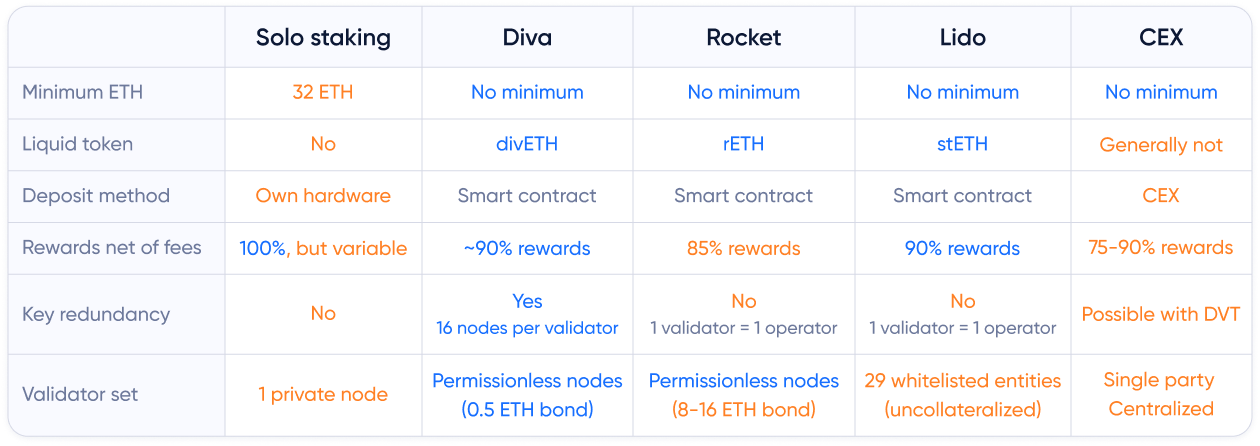 Solo staking Diva Rocket Lido CEX
Minimum ETH 32 ETH No minimum No minimum No minimum No minimum
Liquid token No divETH rETH stETH Generally not
Deposit method Own hardware Smart contract Smart contract Smart contract CEX
Rewards net of fees 100%, but variable ~90% rewards 85% rewards 90% rewards 75-90% rewards
Key redundancy No Yes No No Possible with DVT
16 nodes per validator 1 validator = 1 operator 1 validator = 1 operator
Validator set 1 private node Permissionless nodes Permissionless nodes 29 whitelisted entities Single party
(0.5 ETH bond) (8-16 ETH bond) (uncollateralized) Centralized